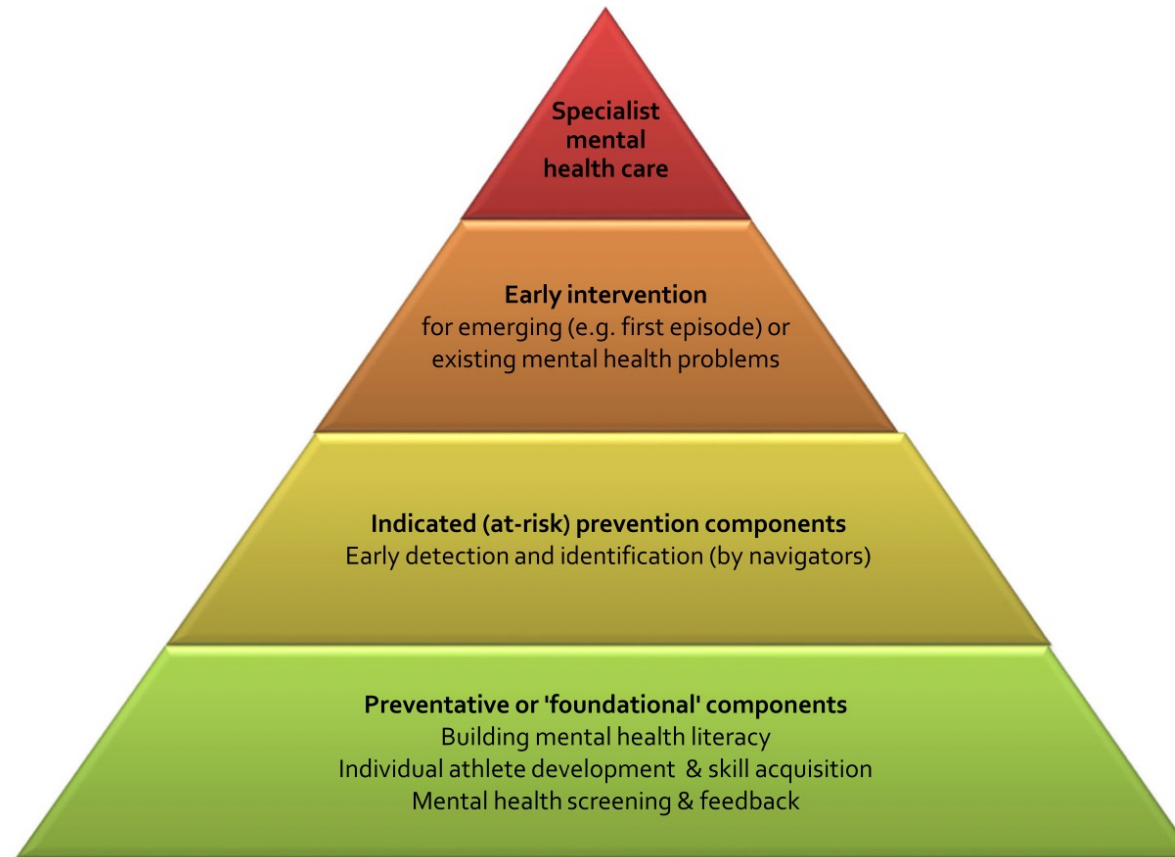 Specialist
mental
health care
Early intervention
for emerging (e.g. first episode) or
existing mental health problems
Indicated (at-risk) prevention components
Early detection and identification (by navigators)
Preventative or 'foundational' components
Building mental health literacy
Individual athlete development & skill acquisition
Mental health screening & feedback